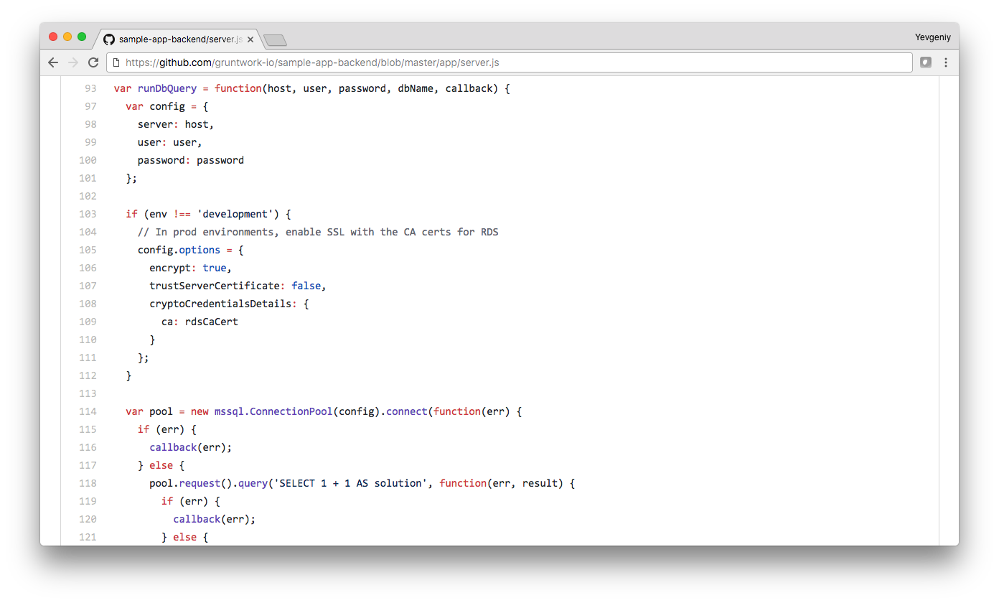 sample-app-backend/server.js
Yevgeniy
https://github.com/gruntwork-io/sample-app-backend/blob/master/app/server.js
93 var runDbQuery = function(host, user, password, dbName, callback) {
97 var config = {
98 server: host,
99 user: user,
100 password: password
101 };
102
103 if (env !== 'development') {
104 // In prod environments, enable SSL with the CA certs for RDS
105 config.options = {
106 encrypt: true,
107 trustServerCertificate: false,
108 cryptoCredentialsDetails: {
109 ca: rdsCaCert
110 }
111 };
112 }
113
114 var pool = new mssql.ConnectionPool(config).connect(function(err) {
115 if (err) {
116 callback(err);
117 } else {
118 pool.request().query('SELECT 1 + 1 AS solution', function(err, result) {
119 if (err) {
120 callback(err);
121 } else {